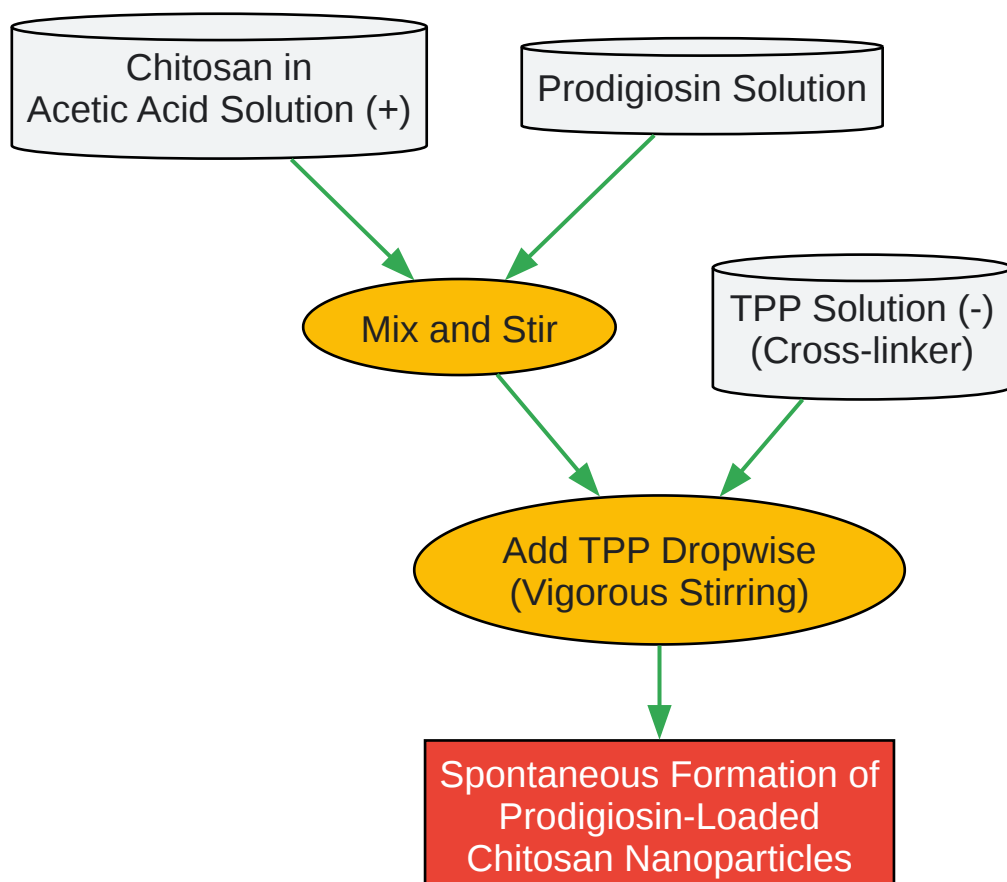 Chitosan in
Acetic Acid Solution (+)
Prodigiosin Solution
Mix and Stir
TPP Solution (-)
(Cross-linker)
Add TPP Dropwise
(Vigorous Stirring)
Spontaneous Formation of
Prodigiosin-Loaded
Chitosan Nanoparticles